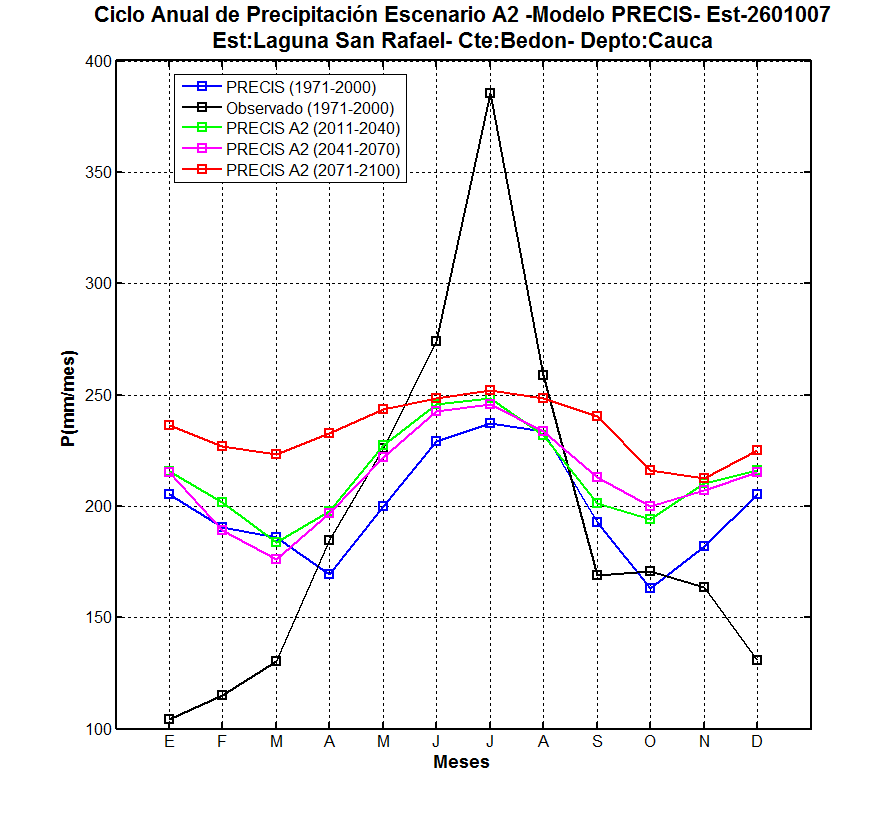 Ciclo Anual de Precipitación Escenario A2 -Modelo PRECIS- Est-2601007
Est:Laguna San Rafael- Cte:Bedon- Depto:Cauca
PRECIS (1971-2000)
Observado (1971-2000)
PRECIS A2 (2011-2040)
PRECIS A2 (2041-2070)
PRECIS A2 (2071-2100)
400
350
300
250
200
150
100
P(mm/mes)
E F M A M J J A S O N D
Meses